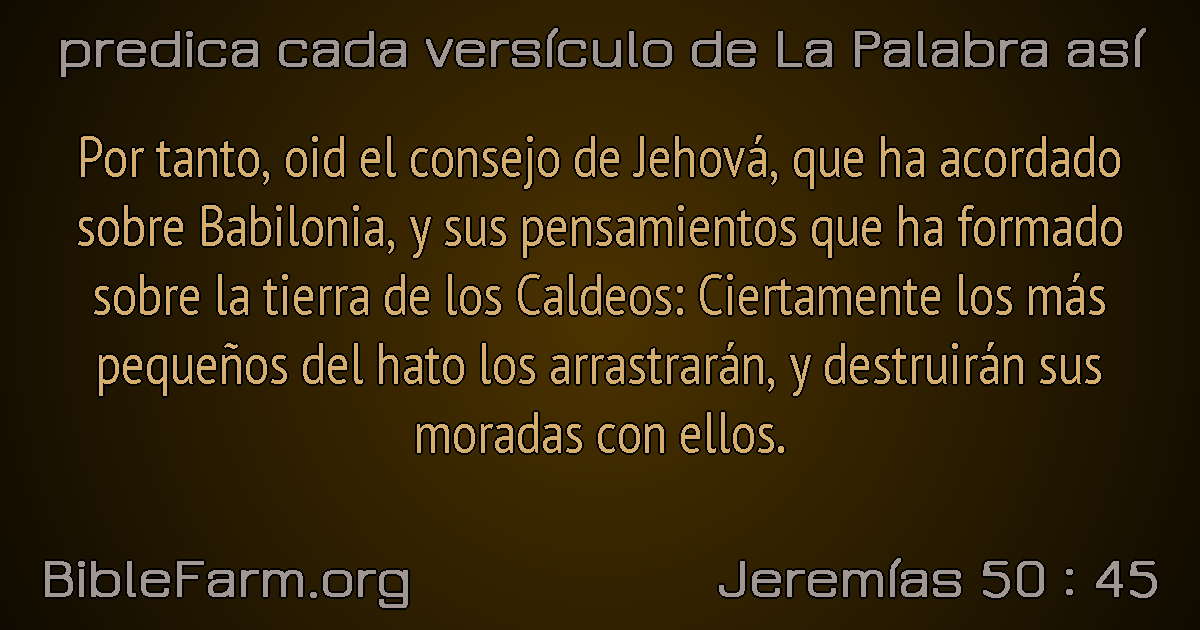 predica cada versículo de La Palabra así
Por tanto, oid el consejo de Jehová, que ha acordado
sobre Babilonia, y sus pensamientos que ha formado
sobre la tierra de los Caldeos: Ciertamente los más
pequeños del hato los arrastrarán, y destruirán sus
moradas con ellos.
BibleFarm.org
Jeremías 50 : 45